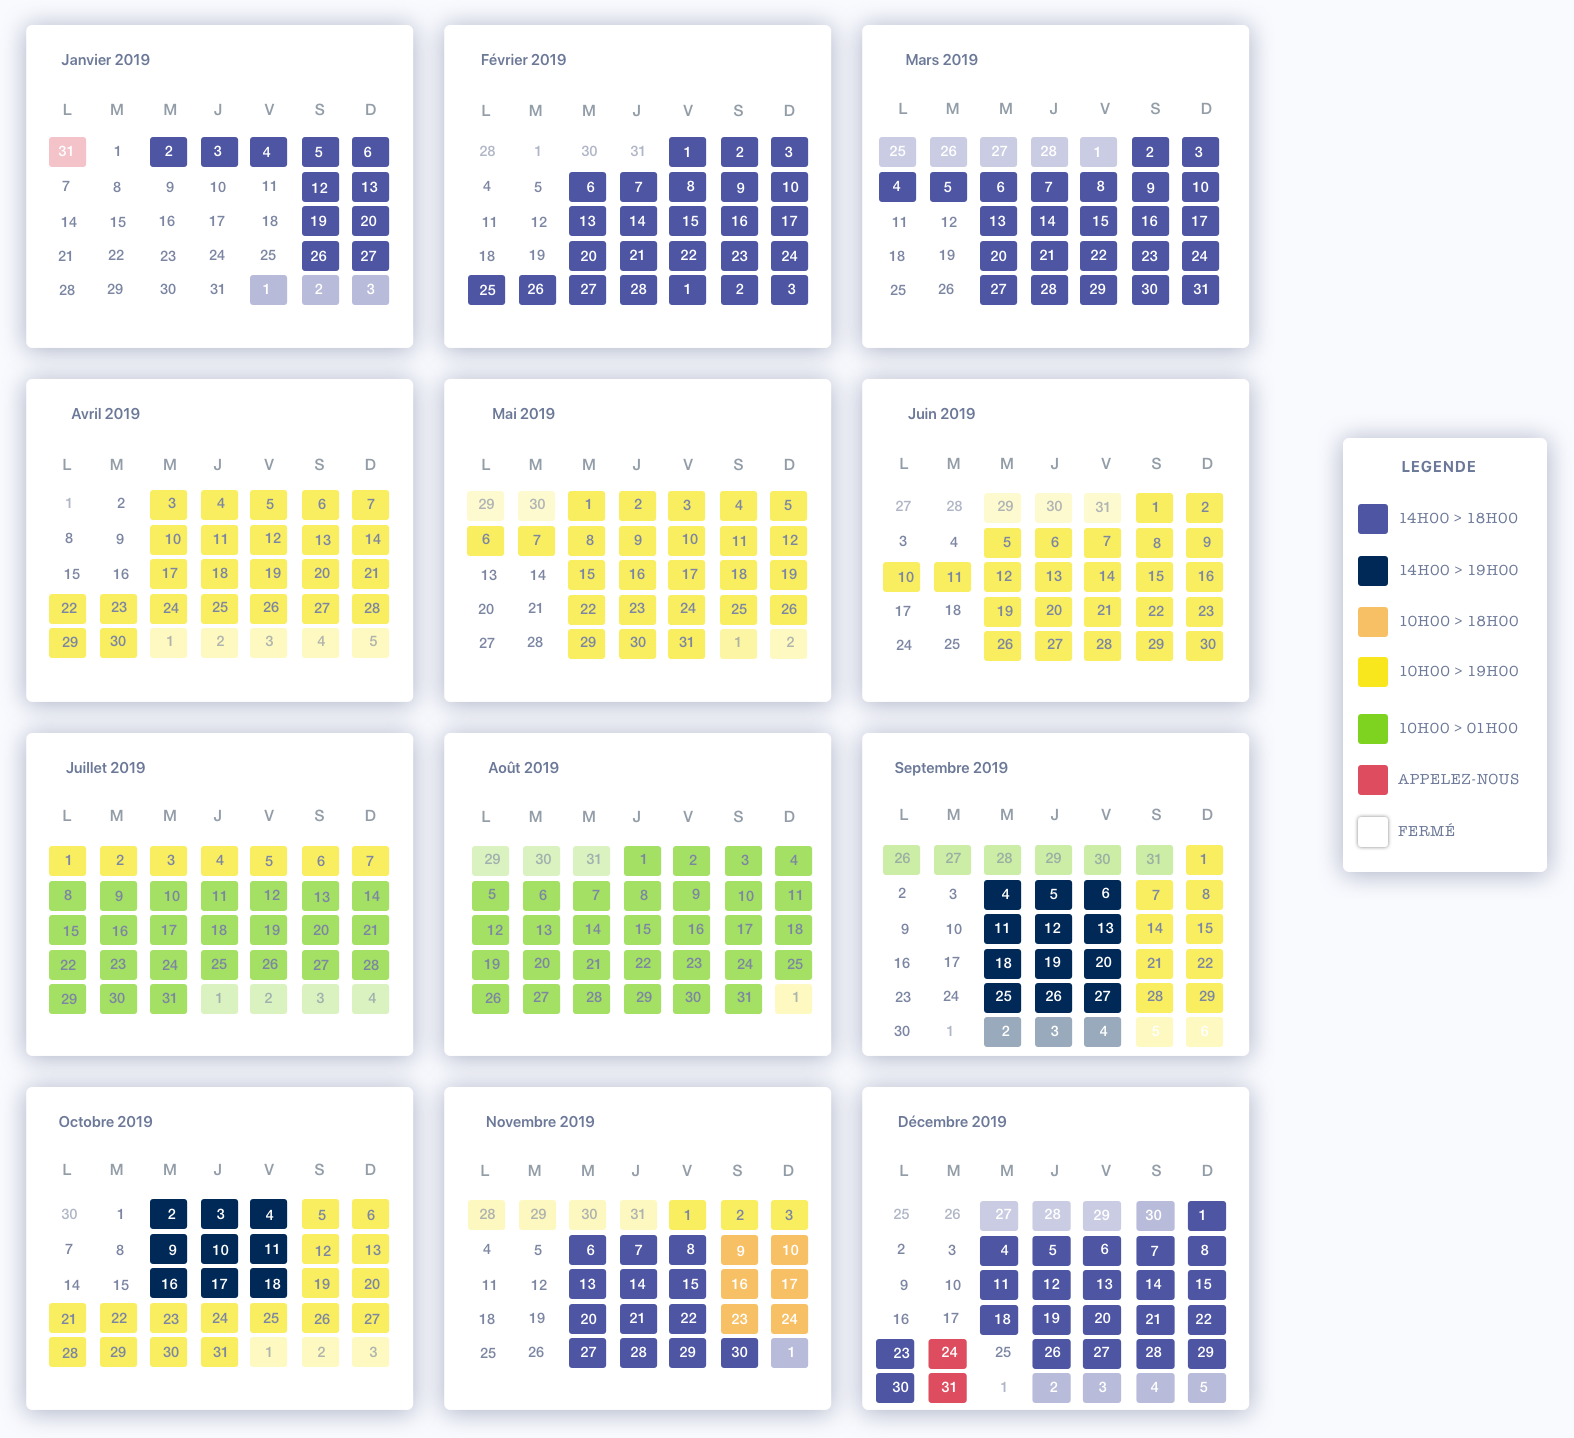 Janvier 2019
L M M J V S D
31 1 2 3 4 5 6
7 8 9 10 11 12 13
14 15 16 17 18 19 20
21 22 23 24 25 26 27
28 29 30 31 1 2 3
Février 2019
L M M J V S D
28 1 30 31 1 2 3
4 5 6 7 8 9 10
11 12 13 14 15 16 17
18 19 20 21 22 23 24
25 26 27 28 1 2 3
Mars 2019
L M M J V S D
25 26 27 28 1 2 3
4 5 6 7 8 9 10
11 12 13 14 15 16 17
18 19 20 21 22 23 24
25 26 27 28 29 30 31
Avril 2019
L M M J V S D
1 2 3 4 5 6 7
8 9 10 11 12 13 14
15 16 17 18 19 20 21
22 23 24 25 26 27 28
29 30 1 2 3 4 5
Mai 2019
L M M J V S D
29 30 1 2 3 4 5
6 7 8 9 10 11 12
13 14 15 16 17 18 19
20 21 22 23 24 25 26
27 28 29 30 31 1 2
Juin 2019
L M M J V S D
27 28 29 30 31 1 2
3 4 5 6 7 8 9
10 11 12 13 14 15 16
17 18 19 20 21 22 23
24 25 26 27 28 29 30
Juillet 2019
L M M J V S D
1 2 3 4 5 6 7
8 9 10 11 12 13 14
15 16 17 18 19 20 21
22 23 24 25 26 27 28
29 30 31 1 2 3 4
Août 2019
L M M J V S D
29 30 31 1 2 3 4
5 6 7 8 9 10 11
12 13 14 15 16 17 18
19 20 21 22 23 24 25
26 27 28 29 30 31 1
Septembre 2019
L M M J V S D
26 27 28 29 30 31 1
2 3 4 5 6 7 8
9 10 11 12 13 14 15
16 17 18 19 20 21 22
23 24 25 26 27 28 29
30 1 2 3 4 5 6
Octobre 2019
L M M J V S D
30 1 2 3 4 5 6
7 8 9 10 11 12 13
14 15 16 17 18 19 20
21 22 23 24 25 26 27
28 29 30 31 1 2 3
Novembre 2019
L M M J V S D
28 29 30 31 1 2 3
4 5 6 7 8 9 10
11 12 13 14 15 16 17
18 19 20 21 22 23 24
25 26 27 28 29 30 1
Décembre 2019
L M M J V S D
25 26 27 28 29 30 1
2 3 4 5 6 7 8
9 10 11 12 13 14 15
16 17 18 19 20 21 22
23 24 25 26 27 28 29
30 31 1 2 3 4 5
LEGENDE
14H00 > 18H00
14H00 > 19H00
10H00 > 18H00
10H00 > 19H00
10H00 > 01H00
APPELEZ-NOUS
FERMÉ